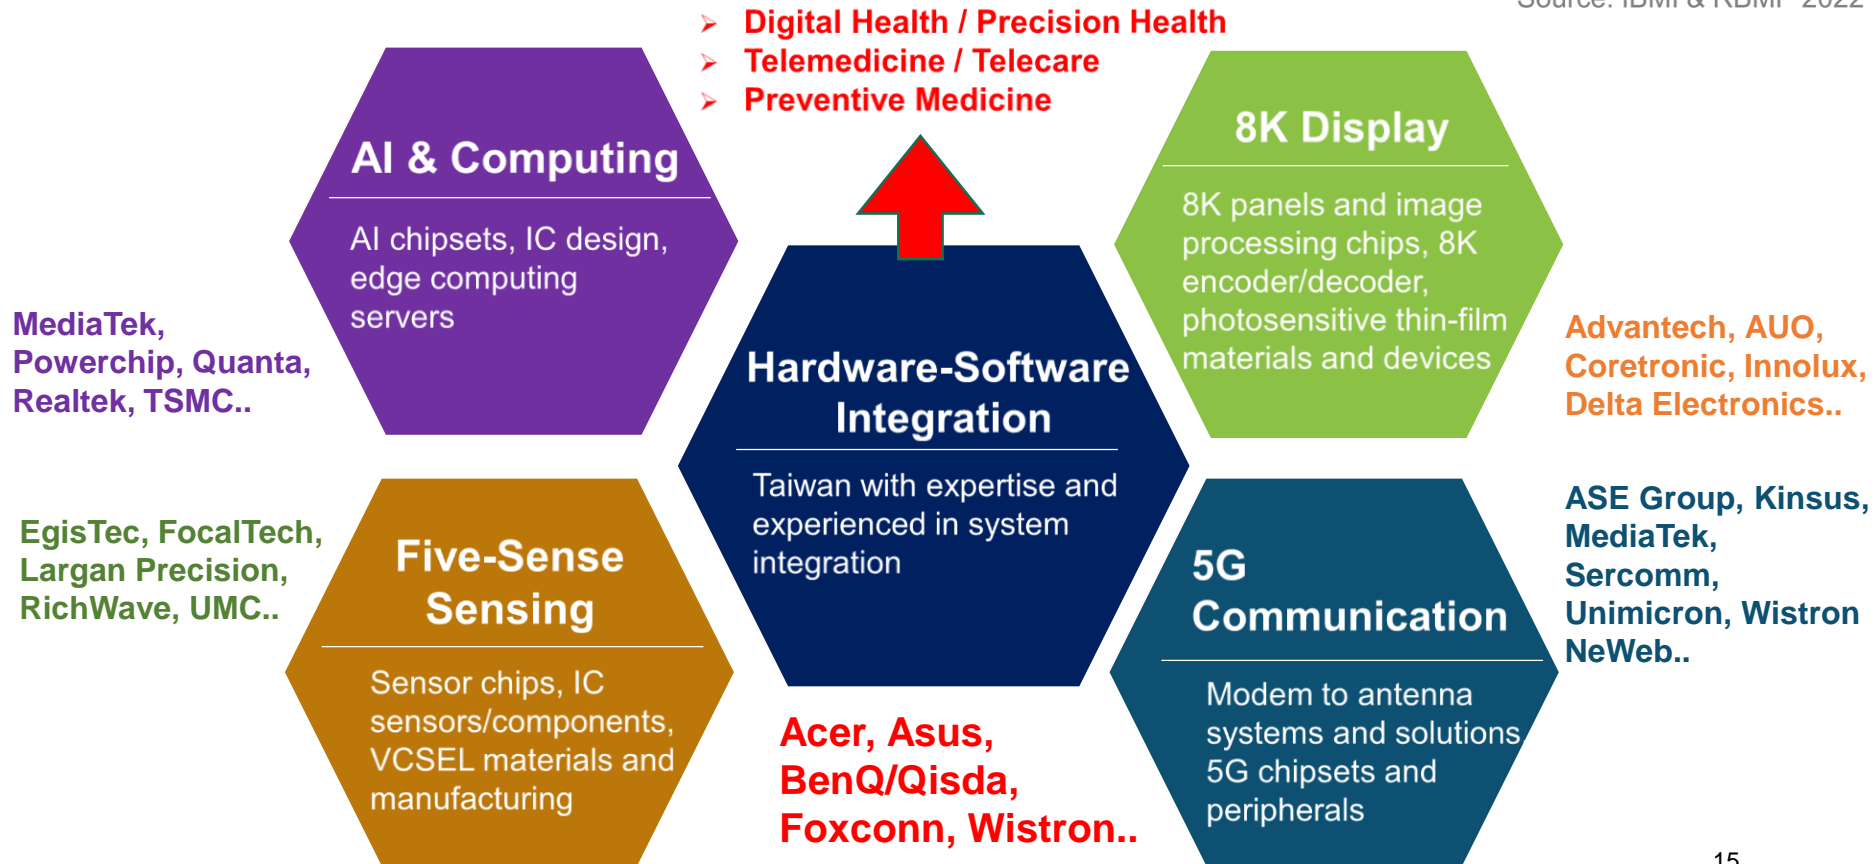 Source: IBMI & RBMP 2022
➢ Digital Health / Precision Health
➢ Telemedicine / Telecare
➢ Preventive Medicine
AI & Computing
AI chipsets, IC design,
edge computing
servers
8K Display
8K panels and image
processing chips, 8K
encoder/decoder,
photosensitive thin-film
materials and devices
MediaTek,
Powerchip, Quanta,
Realtek, TSMC..
Hardware-Software
Integration
Taiwan with expertise and
experienced in system
integration
Advantech, AUO,
Coretronic, Innolux,
Delta Electronics..
EgisTec, FocalTech,
Largan Precision,
RichWave, UMC..
Five-Sense
Sensing
Sensor chips, IC
sensors/components,
VCSEL materials and
manufacturing
Acer, Asus,
BenQ/Qisda,
Foxconn, Wistron..
5G
Communication
Modem to antenna
systems and solutions
5G chipsets and
peripherals
ASE Group, Kinsus,
MediaTek,
Sercomm,
Unimicron, Wistron
NeWeb..
15